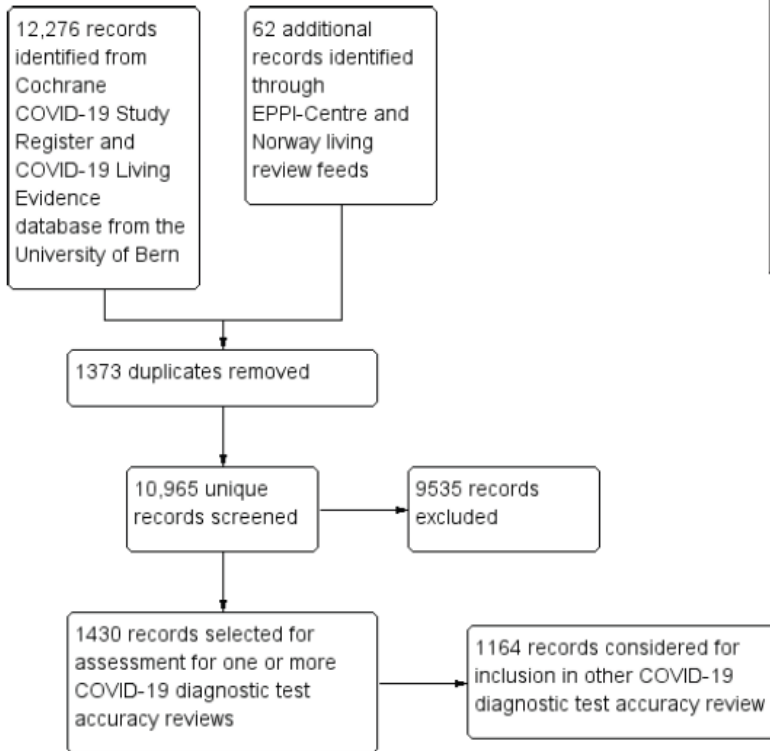 12,276 records
identified from
Cochrane
COVID-19 Study
Register and
COVID-19 Living
Evidence
database from the
University of Bern
62 additional
records identified
through
EPPI-Centre and
Norway living
review feeds
1373 duplicates removed
10,965 unique
records screened
9535 records
excluded
1430 records selected for
assessment for one or more
COVID-19 diagnostic test
accuracy reviews
1164 records considered for
inclusion in other COVID-19
diagnostic test accuracy review